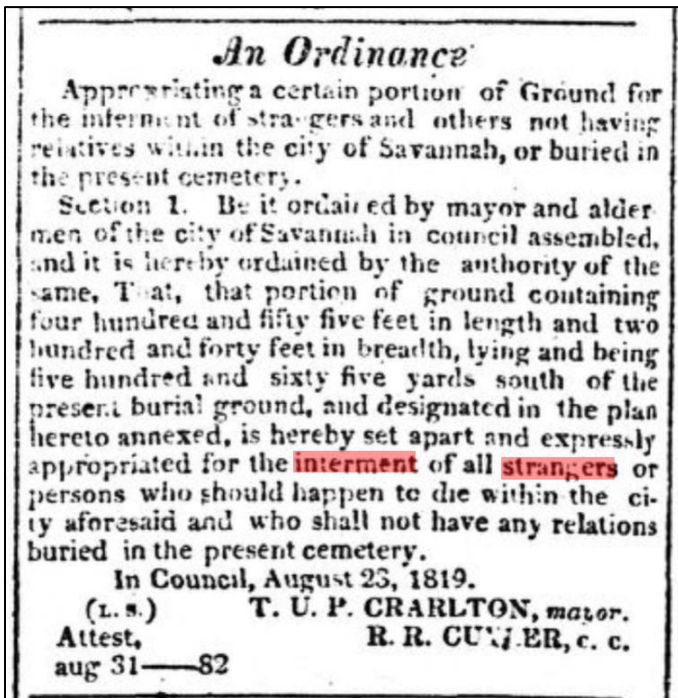 An Ordinance
Appropriating a certain portion of Ground for
the interment of strangers and others not having
relatives within the city of Savannah, or buried in
the present cemetery.
Section 1. Be it ordained by mayor and alder
men of the city of Savannah in council assembled,
and it is hereby ordained by the authority of the
same, That, that portion of ground containing
four hundred and fifty five feet in length and two
hundred and forty feet in breadth, lying and being
five hundred and sixty five yards south of the
present burial ground, and designated in the plan
hereto annexed, is hereby set apart and expressly
appropriated for the interment of all strangers or
persons who should happen to die within the ci-
ty aforesaid and who shall not have any relations
buried in the present cemetery.
In Council, August 23, 1819.
(L. S.) T. U. P. CRARLTON, mayor.
Attest, R. R. CUYLER, c. c.
aug 31——82